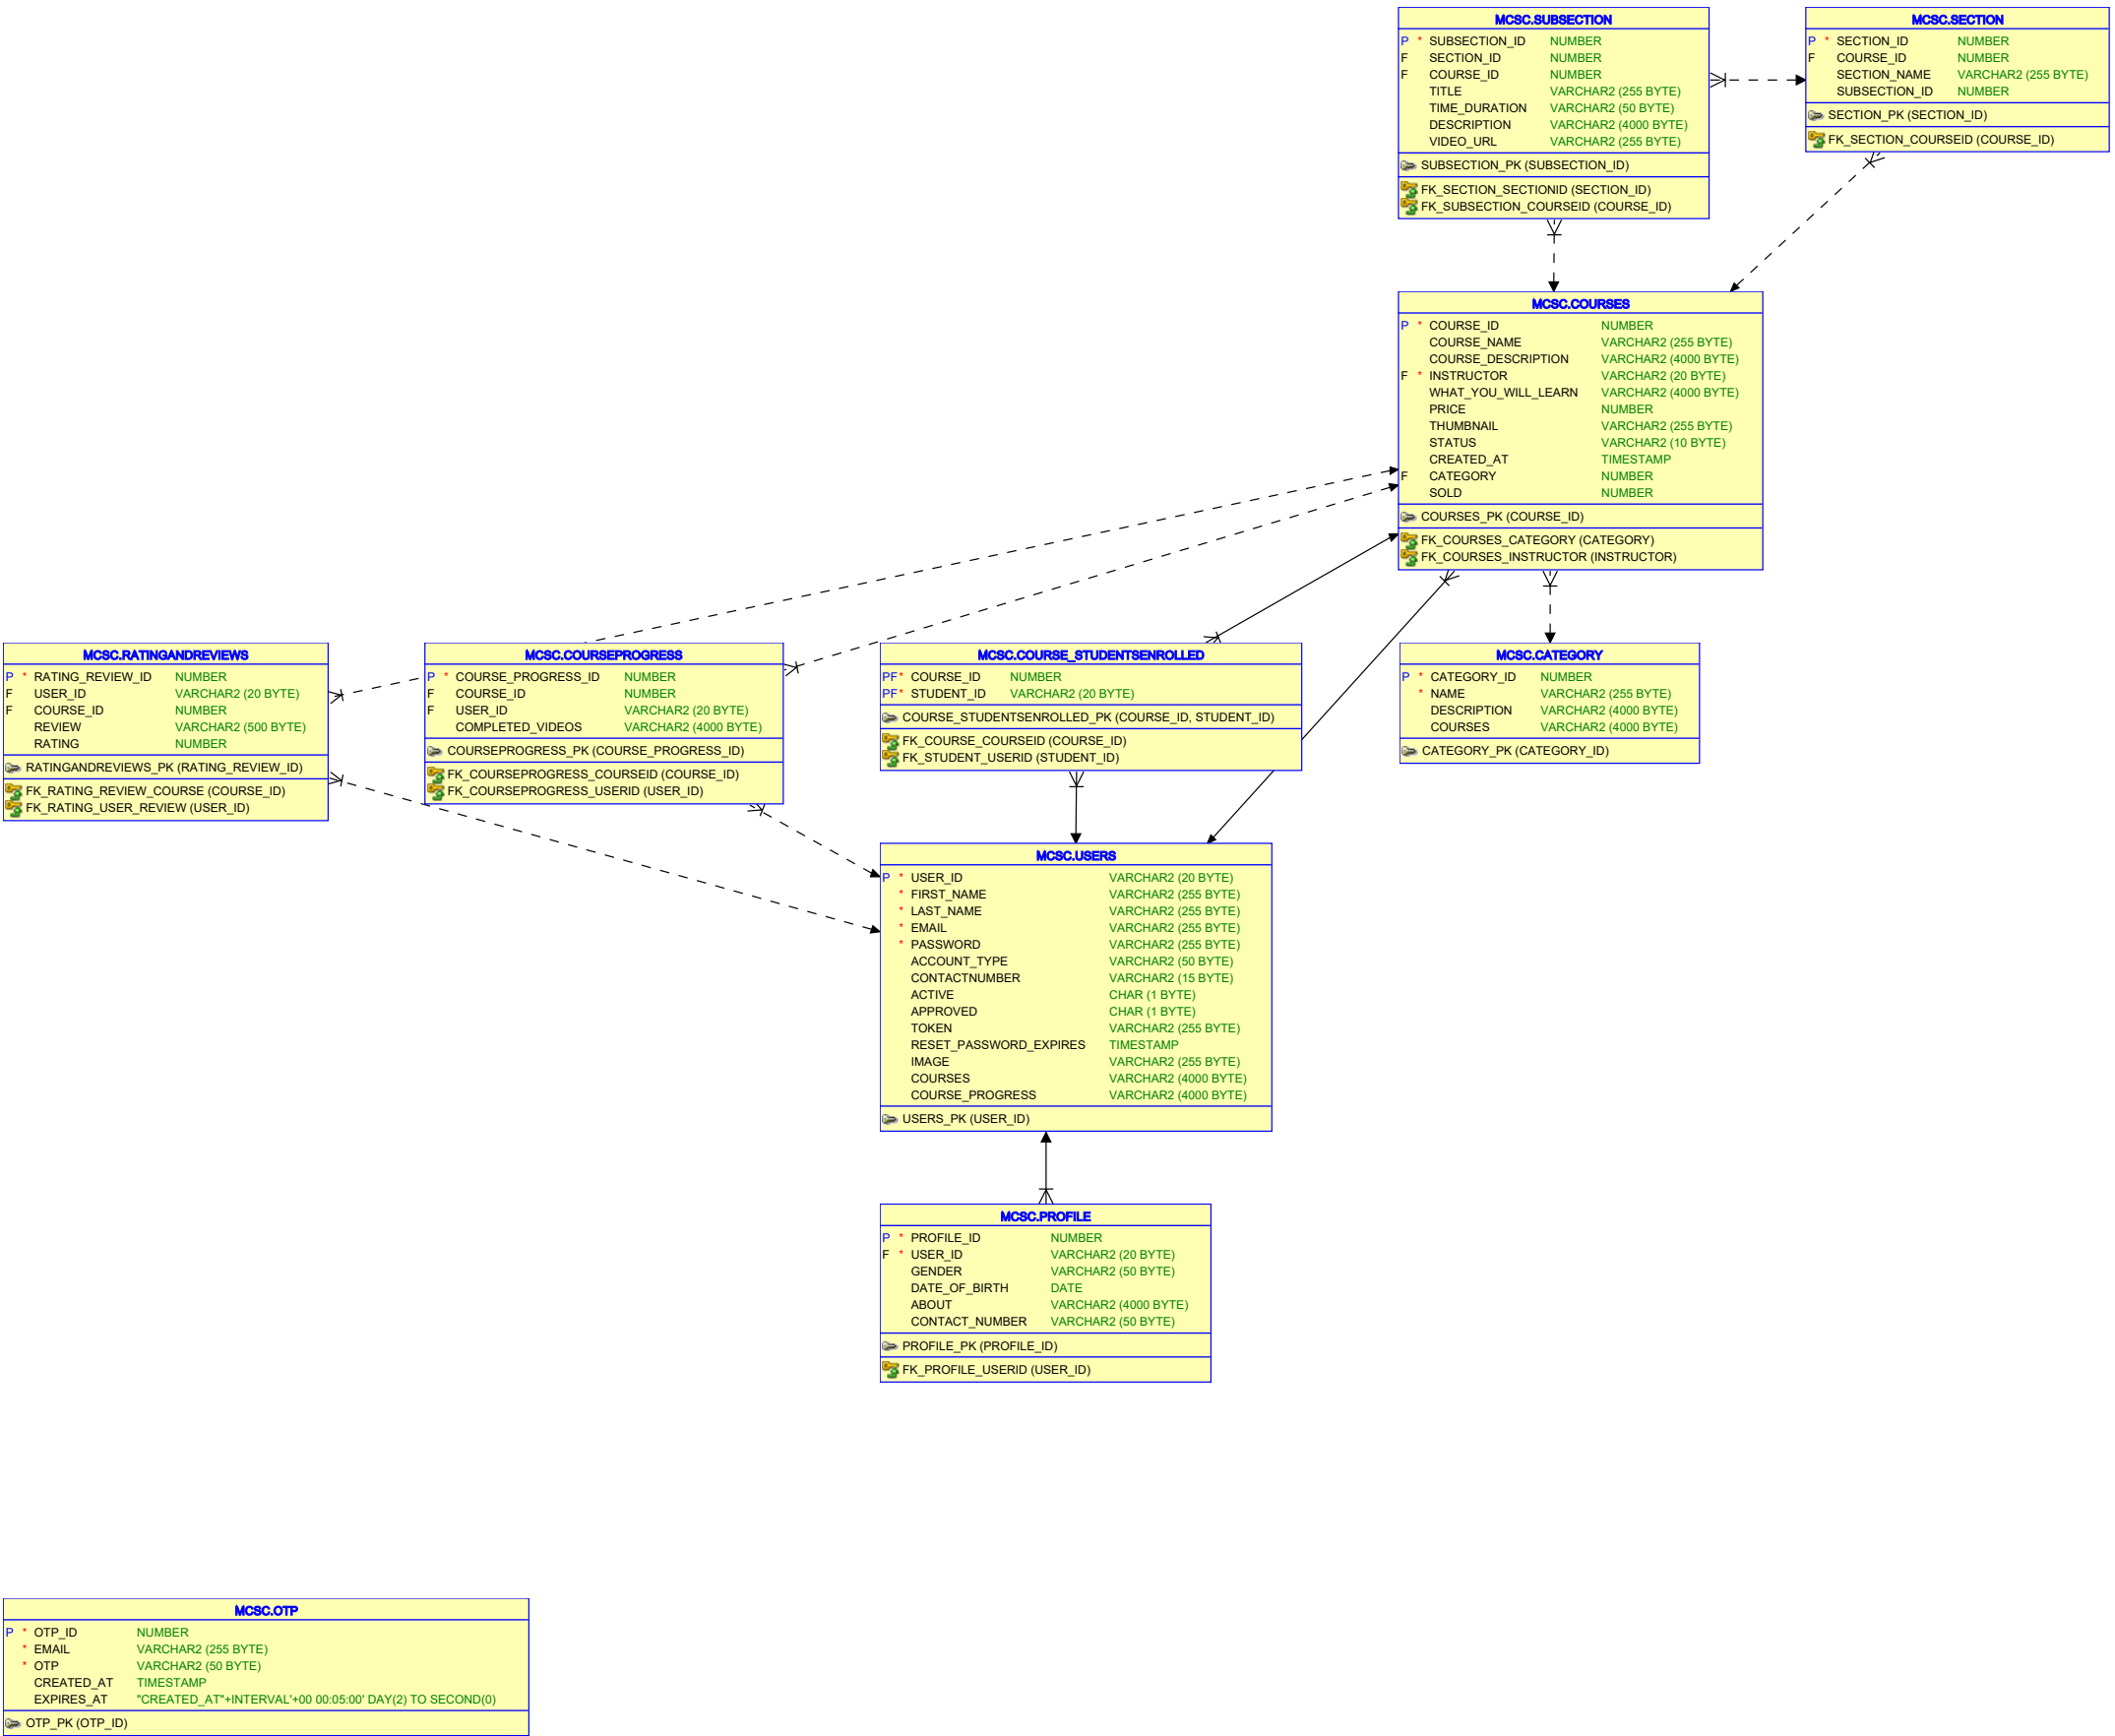 MCSC.SUBSECTION
P * SUBSECTION_ID NUMBER
F SECTION_ID NUMBER
F COURSE_ID NUMBER
TITLE VARCHAR2 (255 BYTE)
TIME_DURATION VARCHAR2 (50 BYTE)
DESCRIPTION VARCHAR2 (4000 BYTE)
VIDEO_URL VARCHAR2 (255 BYTE)
SUBSECTION_PK (SUBSECTION_ID)
FK_SECTION_SECTIONID (SECTION_ID)
FK_SUBSECTION_COURSEID (COURSE_ID)
MCSC.SECTION
P * SECTION_ID NUMBER
F COURSE_ID NUMBER
SECTION_NAME VARCHAR2 (255 BYTE)
SUBSECTION_ID NUMBER
SECTION_PK (SECTION_ID)
FK_SECTION_COURSEID (COURSE_ID)
MCSC.COURSES
P * COURSE_ID NUMBER
COURSE_NAME VARCHAR2 (255 BYTE)
COURSE_DESCRIPTION VARCHAR2 (4000 BYTE)
F * INSTRUCTOR VARCHAR2 (20 BYTE)
WHAT_YOU_WILL_LEARN VARCHAR2 (4000 BYTE)
PRICE NUMBER
THUMBNAIL VARCHAR2 (255 BYTE)
STATUS VARCHAR2 (10 BYTE)
CREATED_AT TIMESTAMP
F CATEGORY NUMBER
SOLD NUMBER
COURSES_PK (COURSE_ID)
FK_COURSES_CATEGORY (CATEGORY)
FK_COURSES_INSTRUCTOR (INSTRUCTOR)
MCSC.RATINGANDREVIEWS
P * RATING_REVIEW_ID NUMBER
F USER_ID VARCHAR2 (20 BYTE)
F COURSE_ID NUMBER
REVIEW VARCHAR2 (500 BYTE)
RATING NUMBER
RATINGANDREVIEWS_PK (RATING_REVIEW_ID)
FK_RATING_REVIEW_COURSE (COURSE_ID)
FK_RATING_USER_REVIEW (USER_ID)
MCSC.COURSEPROGRESS
P * COURSE_PROGRESS_ID NUMBER
F COURSE_ID NUMBER
F USER_ID VARCHAR2 (20 BYTE)
COMPLETED_VIDEOS VARCHAR2 (4000 BYTE)
COURSEPROGRESS_PK (COURSE_PROGRESS_ID)
FK_COURSEPROGRESS_COURSEID (COURSE_ID)
FK_COURSEPROGRESS_USERID (USER_ID)
MCSC.COURSE_STUDENTSENROLLED
PF* COURSE_ID NUMBER
PF* STUDENT_ID VARCHAR2 (20 BYTE)
COURSE_STUDENTSENROLLED_PK (COURSE_ID, STUDENT_ID)
FK_COURSE_COURSEID (COURSE_ID)
FK_STUDENT_USERID (STUDENT_ID)
MCSC.CATEGORY
P * CATEGORY_ID NUMBER
* NAME VARCHAR2 (255 BYTE)
DESCRIPTION VARCHAR2 (4000 BYTE)
COURSES VARCHAR2 (4000 BYTE)
CATEGORY_PK (CATEGORY_ID)
MCSC.USERS
P * USER_ID VARCHAR2 (20 BYTE)
* FIRST_NAME VARCHAR2 (255 BYTE)
* LAST_NAME VARCHAR2 (255 BYTE)
* EMAIL VARCHAR2 (255 BYTE)
* PASSWORD VARCHAR2 (255 BYTE)
ACCOUNT_TYPE VARCHAR2 (50 BYTE)
CONTACTNUMBER VARCHAR2 (15 BYTE)
ACTIVE CHAR (1 BYTE)
APPROVED CHAR (1 BYTE)
TOKEN VARCHAR2 (255 BYTE)
RESET_PASSWORD_EXPIRES TIMESTAMP
IMAGE VARCHAR2 (255 BYTE)
COURSES VARCHAR2 (4000 BYTE)
COURSE_PROGRESS VARCHAR2 (4000 BYTE)
USERS_PK (USER_ID)
MCSC.PROFILE
P * PROFILE_ID NUMBER
F * USER_ID VARCHAR2 (20 BYTE)
GENDER VARCHAR2 (50 BYTE)
DATE_OF_BIRTH DATE
ABOUT VARCHAR2 (4000 BYTE)
CONTACT_NUMBER VARCHAR2 (50 BYTE)
PROFILE_PK (PROFILE_ID)
FK_PROFILE_USERID (USER_ID)
MCSC.OTP
P * OTP_ID NUMBER
* EMAIL VARCHAR2 (255 BYTE)
* OTP VARCHAR2 (50 BYTE)
CREATED_AT TIMESTAMP
EXPIRES_AT "CREATED_AT"+INTERVAL'+00 00:05:00' DAY(2) TO SECOND(0)
OTP_PK (OTP_ID)